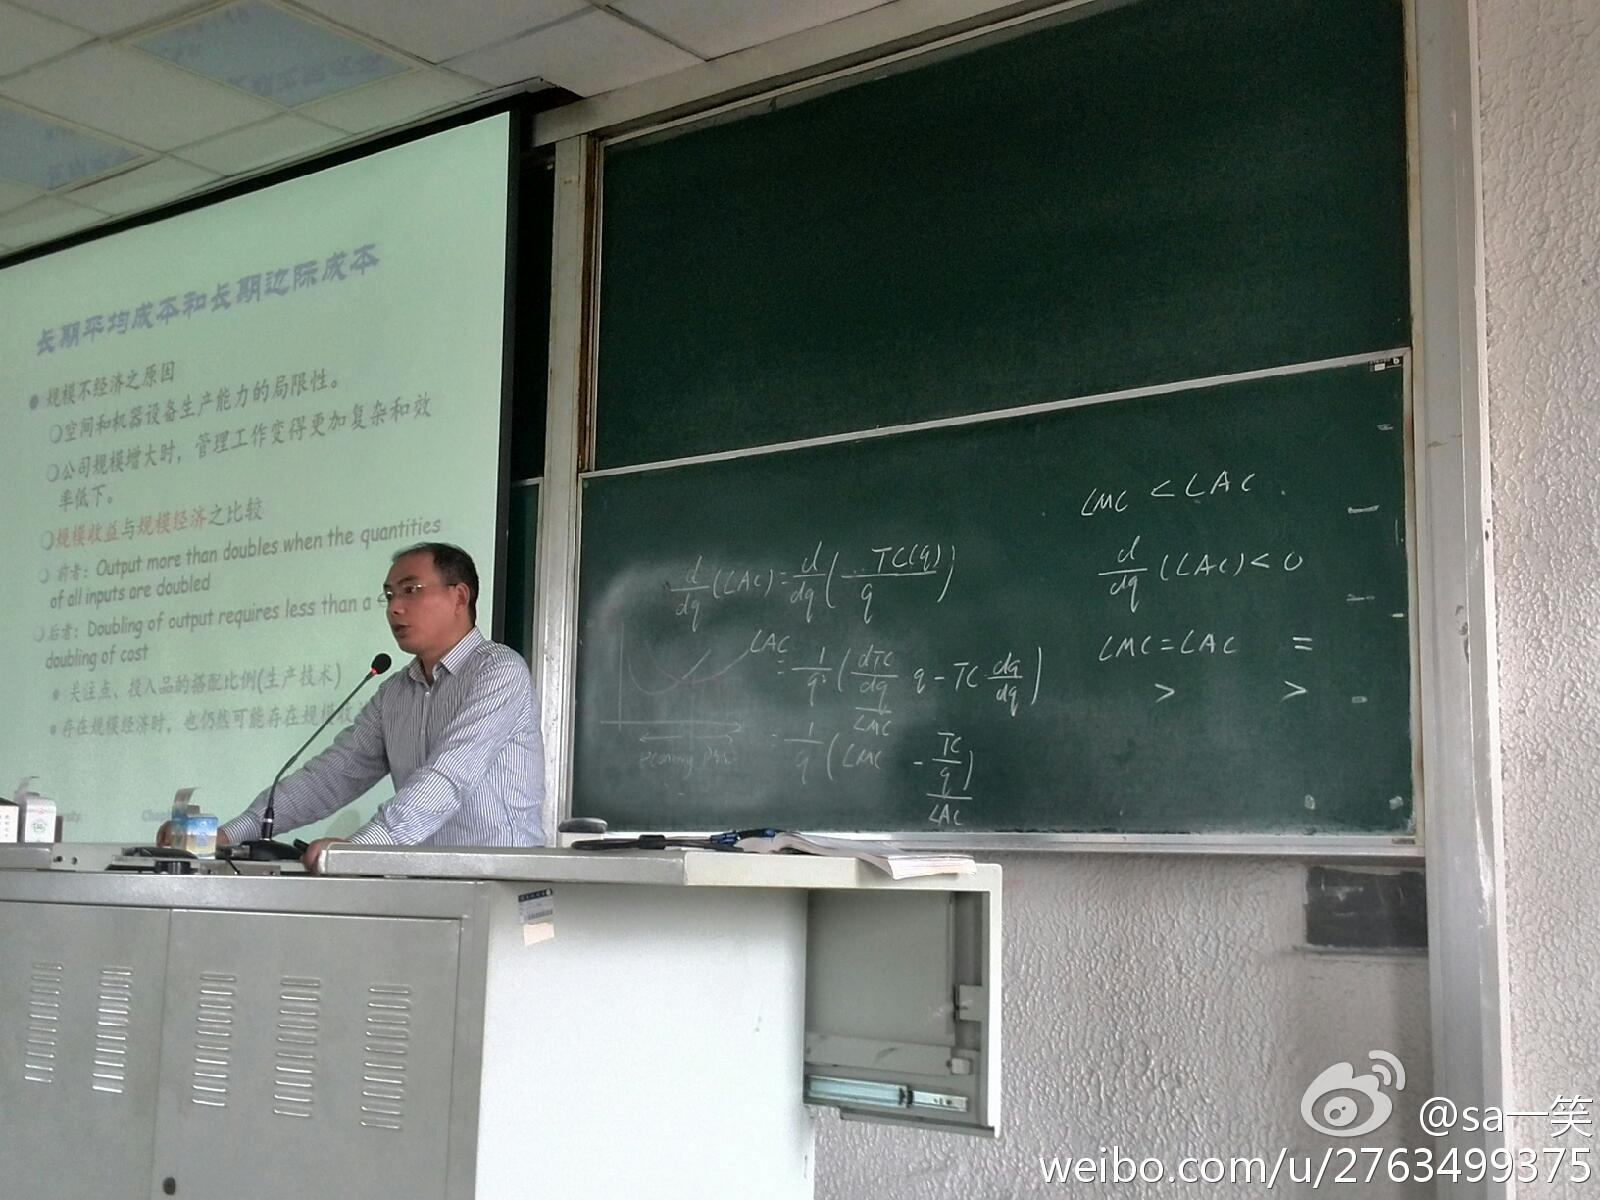 长期平均成本和长期边际成本
规模不经济之原因
空间和机器设备生产能力的局限性。
公司规模增大时，管理工作变得更加复杂和效
率低下。
规模收益与规模经济之比较
前者：Output more than doubles when the quantities
of all inputs are doubled
后者：Doubling of output requires less than a
doubling of cost
关注点、投入品的搭配比例(生产技术)
存在规模经济时，也仍然可能存在规模收
d/dq (LAC) = d/dq (TC(q)/q)
LAC
= 1/q² (dTC/dq q - TC dq/dq)
LMC
= 1/q (LMC - TC/q)
LAC
LMC < LAC.
d/dq (LAC) < 0
LMC = LAC =
> >
@sa一笑
weibo.com/u/2763499375